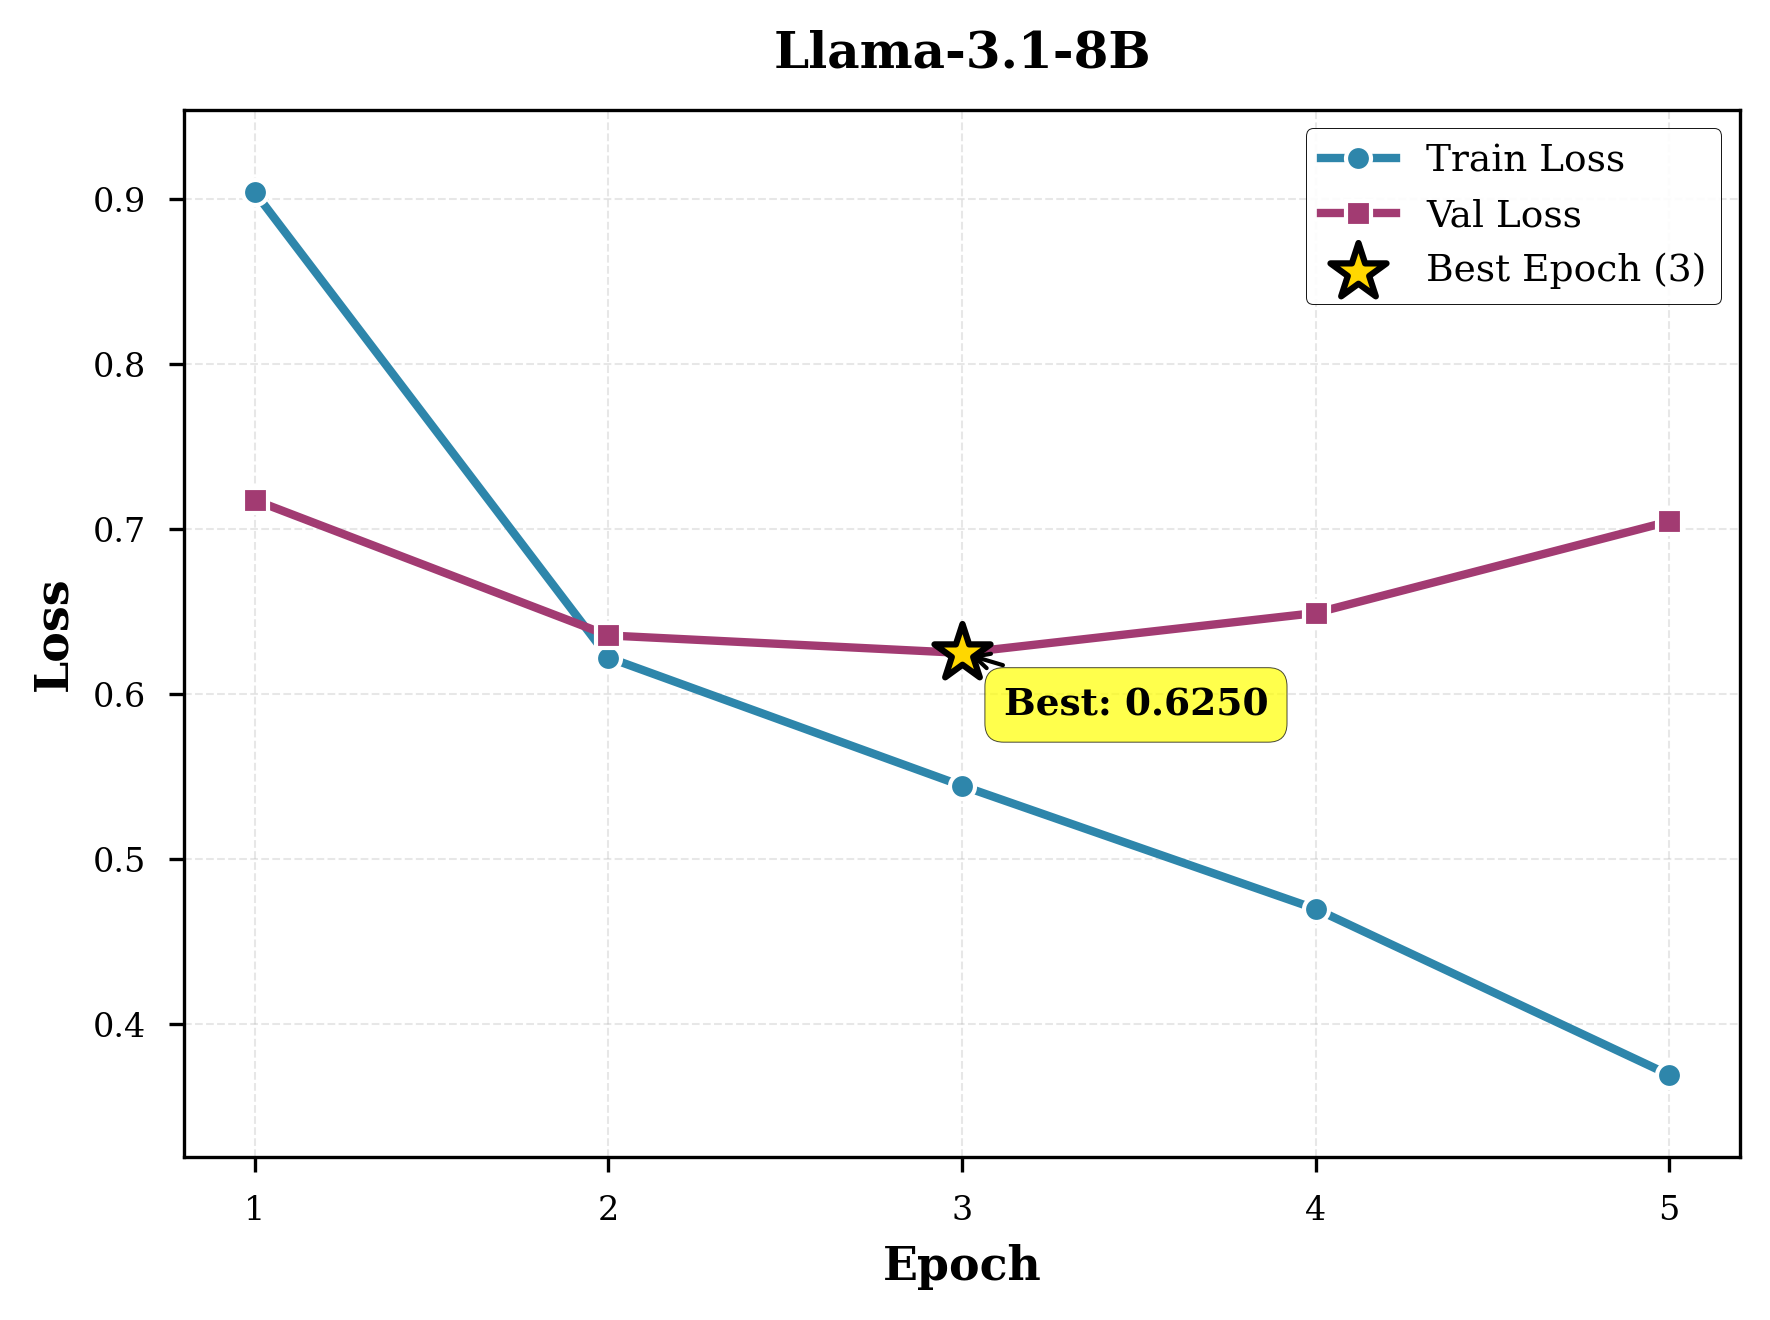 Llama-3.1-8B
Train Loss
Val Loss
Best Epoch (3)
0.9
0.8
0.7
0.6
0.5
0.4
Loss
Best: 0.6250
1 2 3 4 5
Epoch